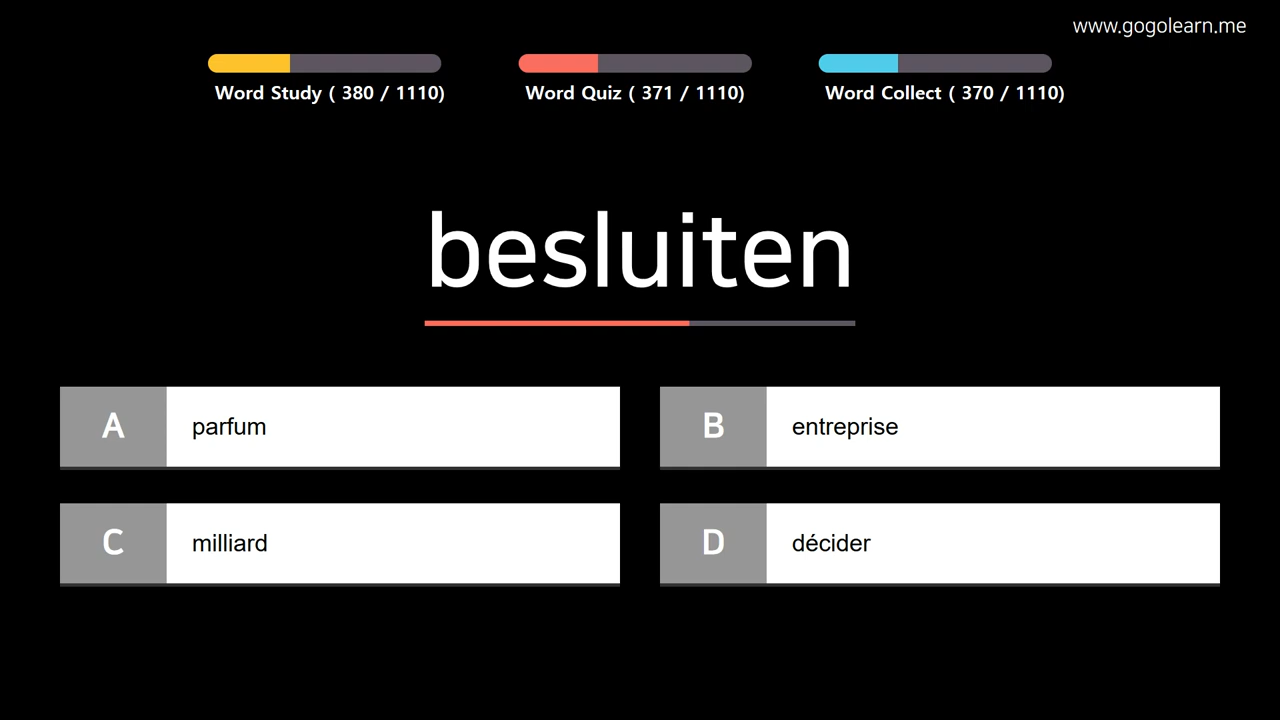 www.gogolearn.me
Word Study ( 380 / 1110)
Word Quiz ( 371 / 1110)
Word Collect ( 370 / 1110)
besluiten
A
parfum
B
entreprise
C
milliard
D
décider